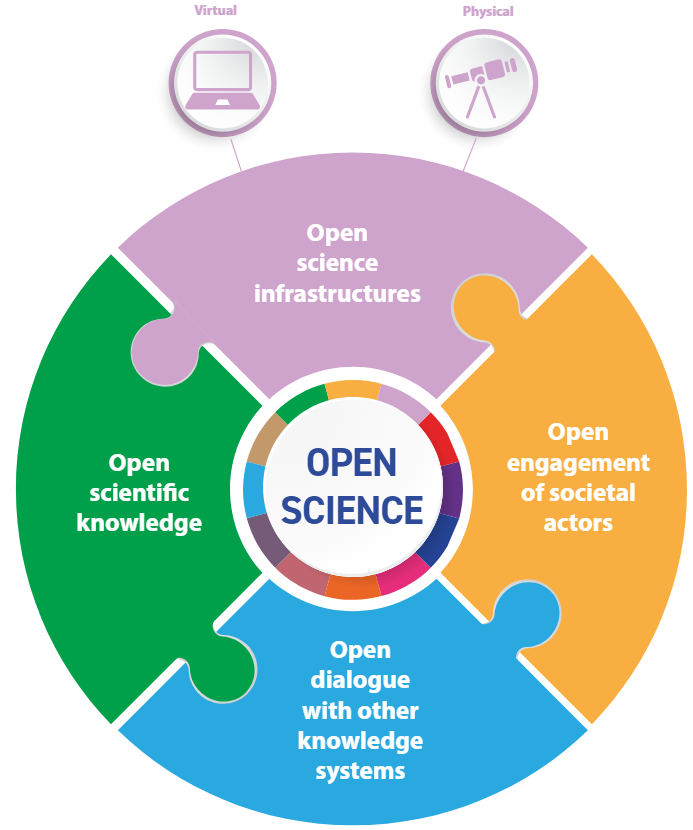 Virtual
Physical
Open
science
infrastructures
Open
scientific
knowledge
OPEN
SCIENCE
Open
engagement
of societal
actors
Open
dialogue
with other
knowledge
systems